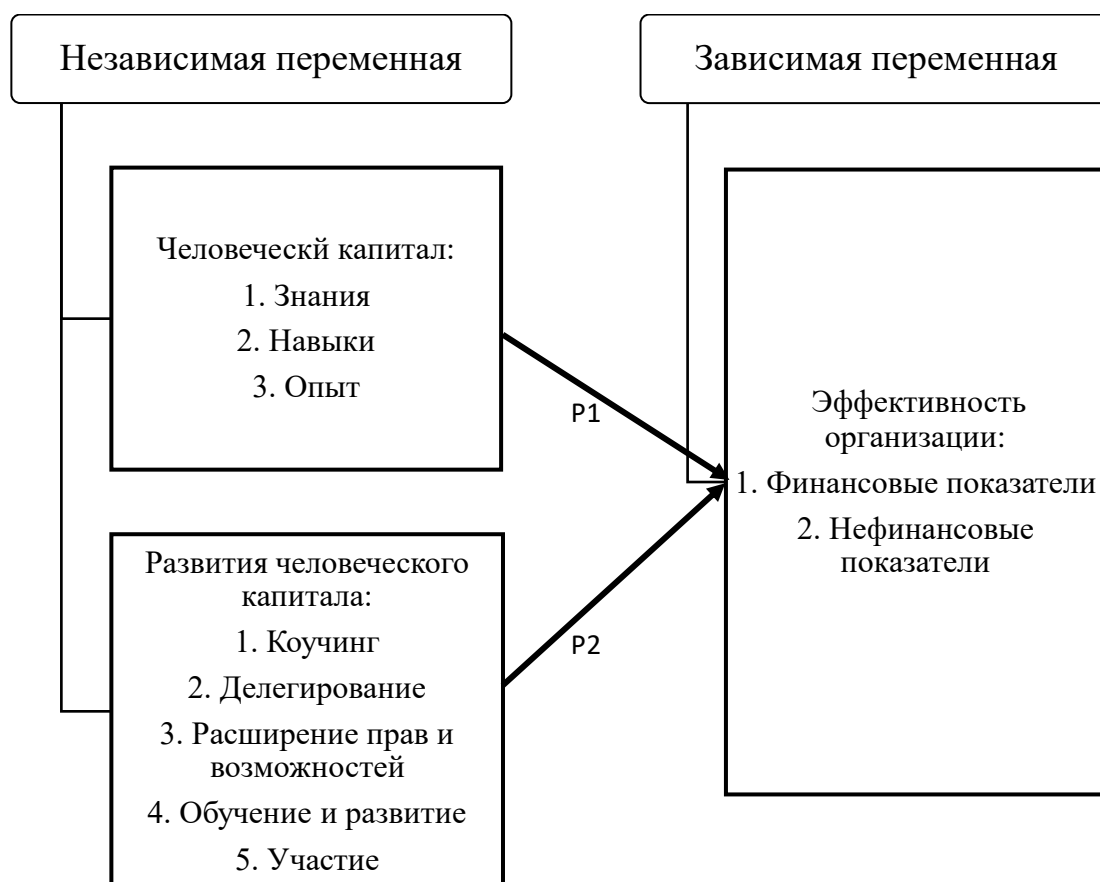 Независимая переменная
Зависимая переменная
Человеческй капитал:
1. Знания
2. Навыки
3. Опыт
P1
Развития человеческого
капитала:
1. Коучинг
2. Делегирование
3. Расширение прав и
возможностей
4. Обучение и развитие
5. Участие
P2
Эффективность
организации:
1. Финансовые показатели
2. Нефинансовые
показатели